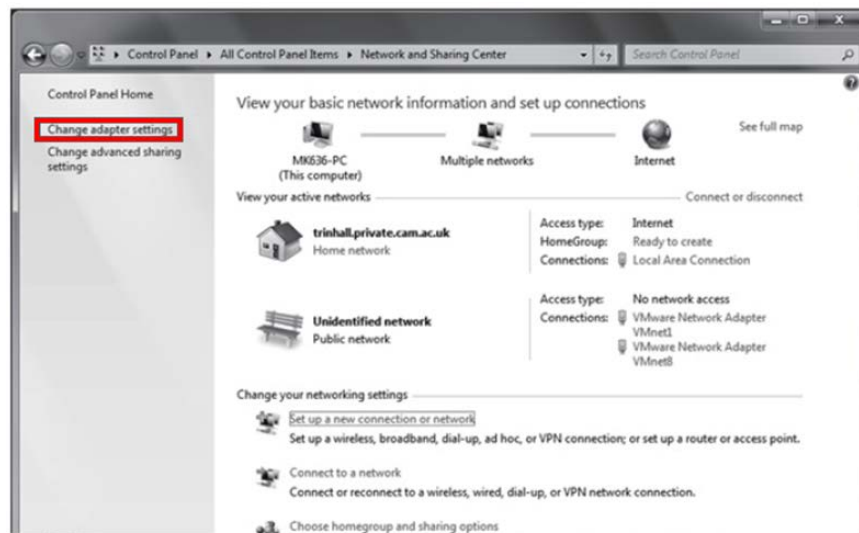 Control Panel ▸ All Control Panel Items ▸ Network and Sharing Center
Search Control Panel
Control Panel Home
Change adapter settings
Change advanced sharing
settings
View your basic network information and set up connections
See full map
MK636-PC
(This computer)
Multiple networks
Internet
View your active networks
Connect or disconnect
trinhall.private.cam.ac.uk
Home network
Access type: Internet
HomeGroup: Ready to create
Connections: Local Area Connection
Unidentified network
Public network
Access type: No network access
Connections: VMware Network Adapter
VMnet1
VMware Network Adapter
VMnet8
Change your networking settings
Set up a new connection or network
Set up a wireless, broadband, dial-up, ad hoc, or VPN connection; or set up a router or access point.
Connect to a network
Connect or reconnect to a wireless, wired, dial-up, or VPN network connection.
Choose homegroup and sharing options